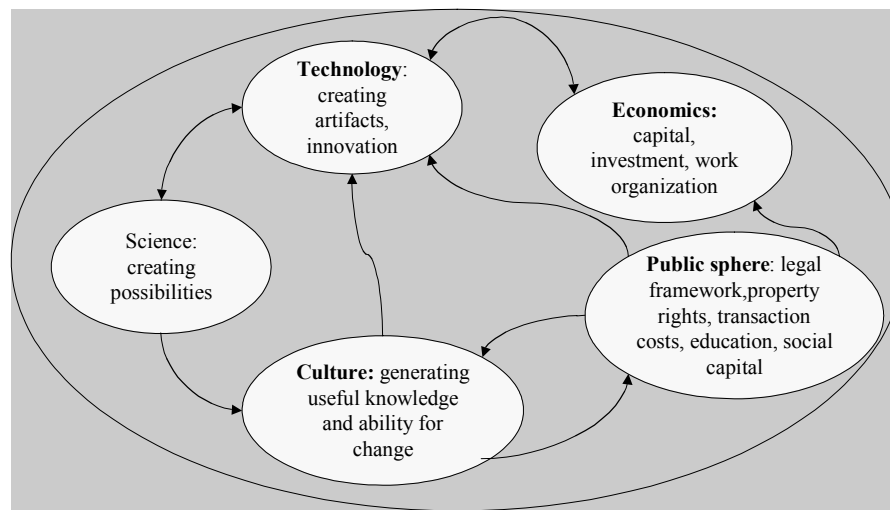 Technology:
creating
artifacts,
innovation
Economics:
capital,
investment, work
organization
Science:
creating
possibilities
Public sphere: legal
framework,property
rights, transaction
costs, education, social
capital
Culture: generating
useful knowledge
and ability for
change